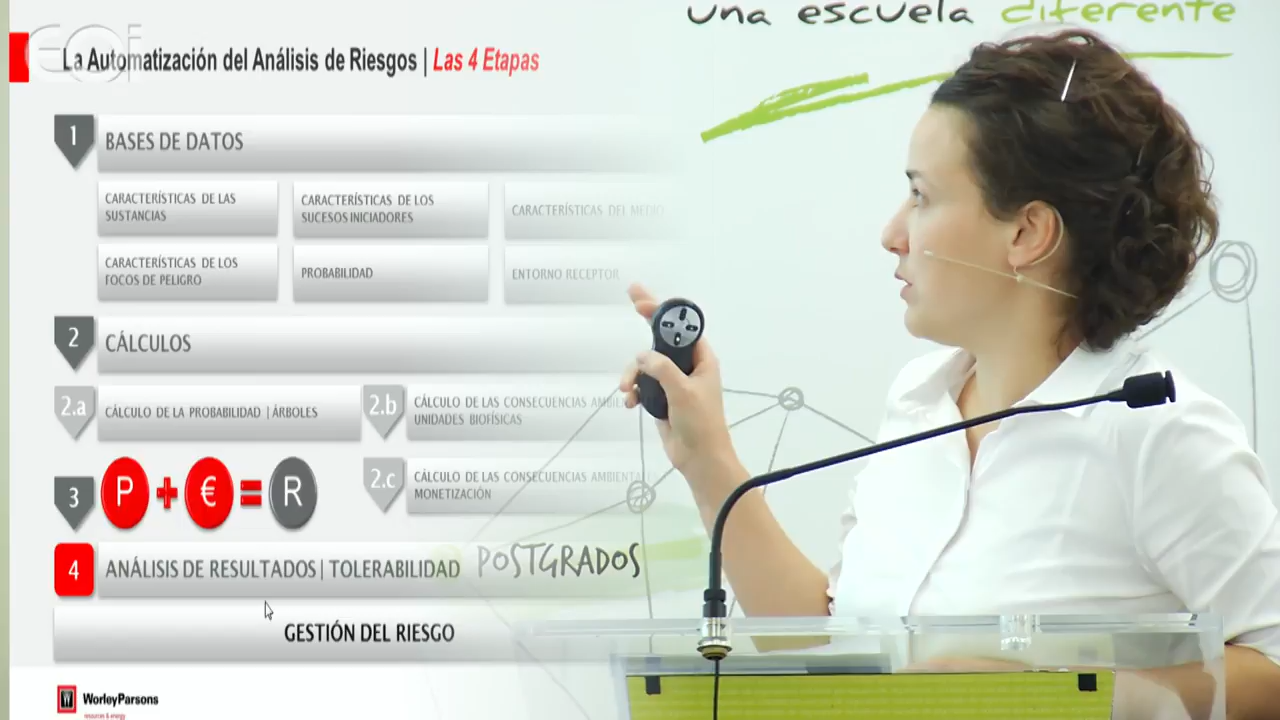 una escuela diferente
EOi
La Automatización del Análisis de Riesgos | Las 4 Etapas
1
BASES DE DATOS
CARACTERÍSTICAS DE LAS
SUSTANCIAS
CARACTERÍSTICAS DE LOS
SUCESOS INICIADORES
CARACTERÍSTICAS DEL MEDIO
CARACTERÍSTICAS DE LOS
FOCOS DE PELIGRO
PROBABILIDAD
ENTORNO RECEPTOR
2
CÁLCULOS
2.a
CÁLCULO DE LA PROBABILIDAD | ÁRBOLES
2.b
CÁLCULO DE LAS CONSECUENCIAS
UNIDADES BIOFÍSICAS
2.c
CÁLCULO DE LAS CONSECUENCIAS
MONETIZACIÓN
3
P + € = R
4
ANÁLISIS DE RESULTADOS | TOLERABILIDAD
POSTGRADOS
GESTIÓN DEL RIESGO
WorleyParsons
resources & energy